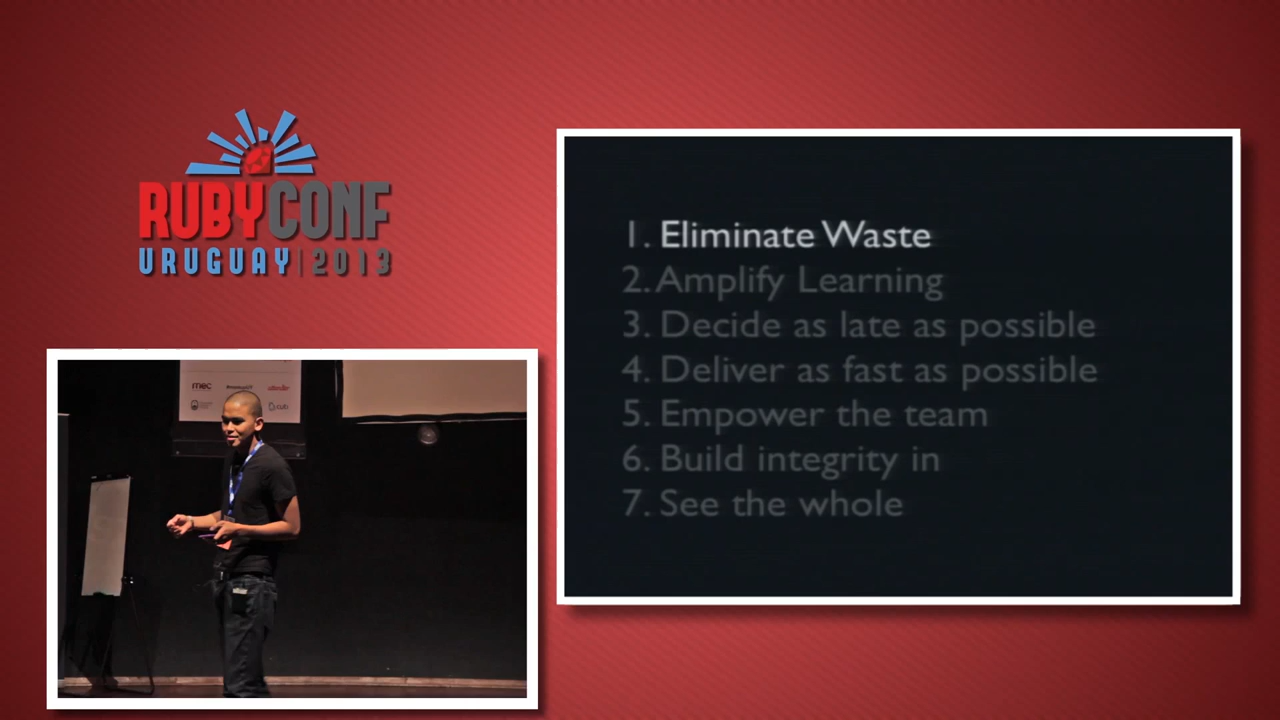 RUBYCONF
URUGUAY|2013
mec
cub
1. Eliminate Waste
2. Amplify Learning
3. Decide as late as possible
4. Deliver as fast as possible
5. Empower the team
6. Build integrity in
7. See the whole